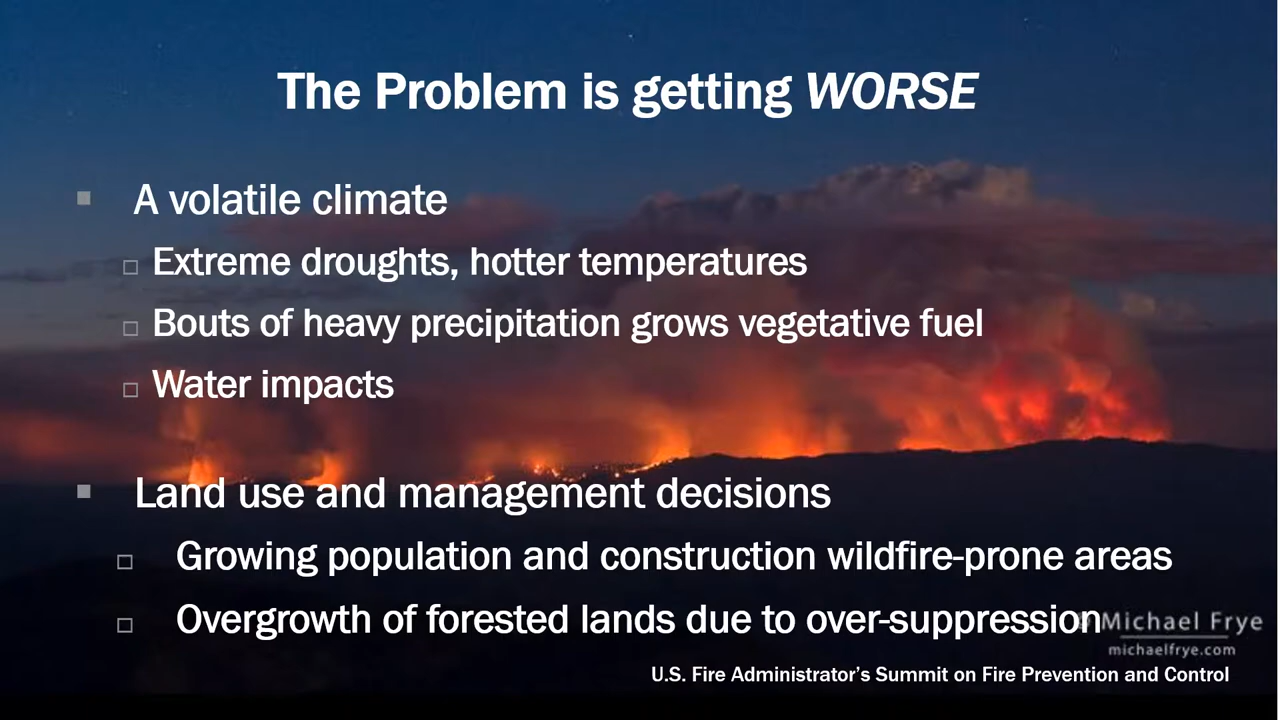 The Problem is getting WORSE
A volatile climate
Extreme droughts, hotter temperatures
Bouts of heavy precipitation grows vegetative fuel
Water impacts
Land use and management decisions
Growing population and construction wildfire-prone areas
Overgrowth of forested lands due to over-suppression
© Michael Frye
michaelfrye.com
U.S. Fire Administrator's Summit on Fire Prevention and Control